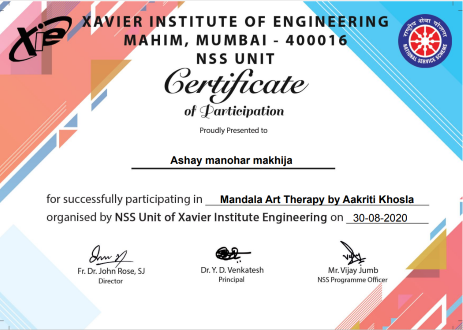 Xie
XAVIER INSTITUTE OF ENGINEERING
MAHIM, MUMBAI - 400016
NSS UNIT
राष्ट्रीय सेवा योजना
NATIONAL SERVICE SCHEME
Certificate
of Participation
Proudly Presented to
Ashay manohar makhija
for successfully participating in Mandala Art Therapy by Aakriti Khosla
organised by NSS Unit of Xavier Institute Engineering on 30-08-2020
Fr. Dr. John Rose, SJ
Director
Dr. Y. D. Venkatesh
Principal
Mr. Vijay Jumb
NSS Programme Officer